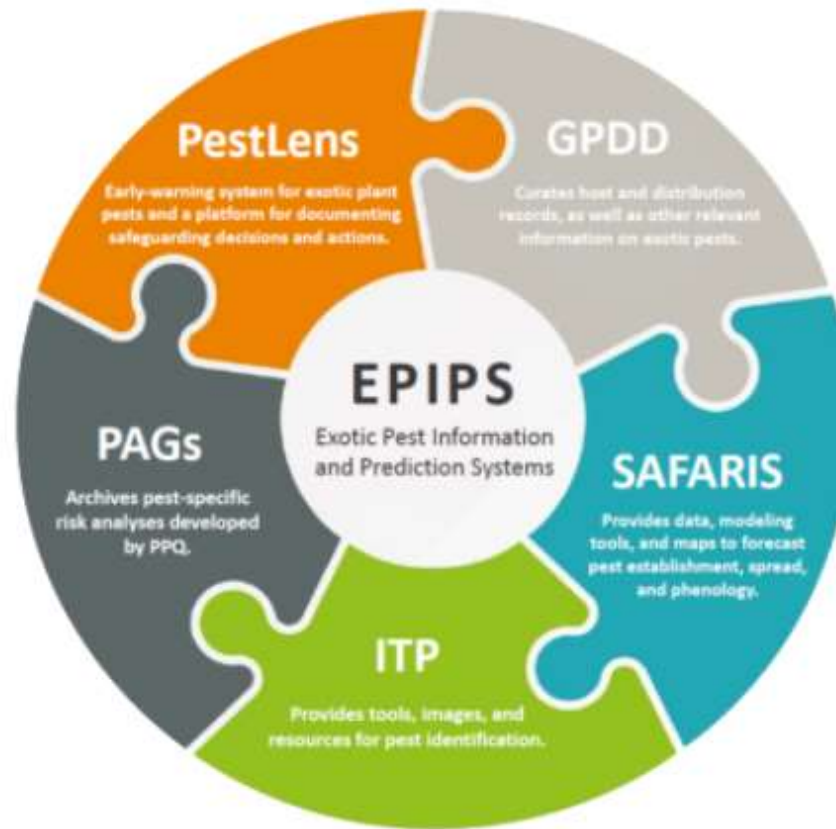 PestLens
Early-warning system for exotic plant
pests and a platform for documenting
safeguarding decisions and actions.
GPDD
Curates host and distribution
records, as well as other relevant
information on exotic pests.
EPIPS
Exotic Pest Information
and Prediction Systems
PAGs
Archives pest-specific
risk analyses developed
by PPQ.
SAFARIS
Provides data, modeling
tools, and maps to forecast
pest establishment, spread,
and phenology.
ITP
Provides tools, images, and
resources for pest identification.